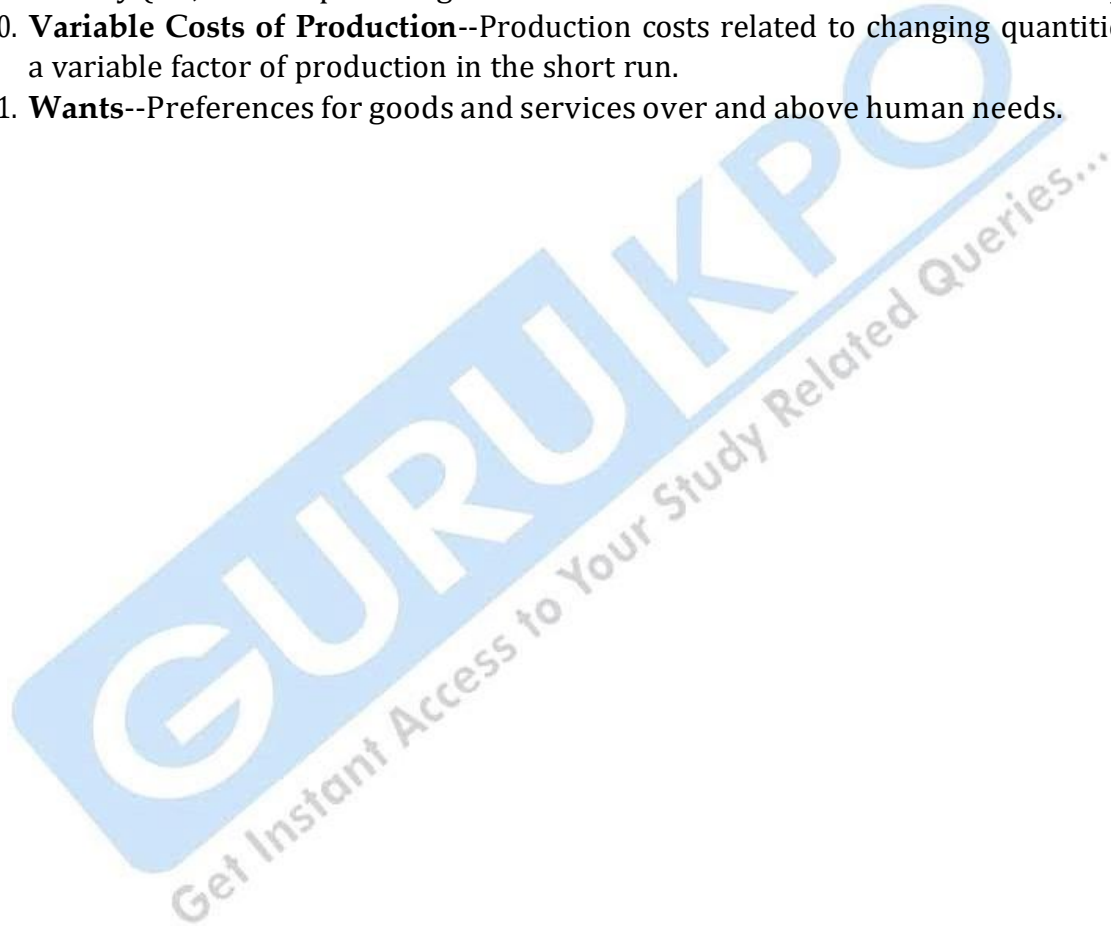 0. Variable Costs of Production--Production costs related to changing quantiti
a variable factor of production in the short run.
1. Wants--Preferences for goods and services over and above human needs.
GURUKPO
Get Instant Access to Your Study Related Queries...